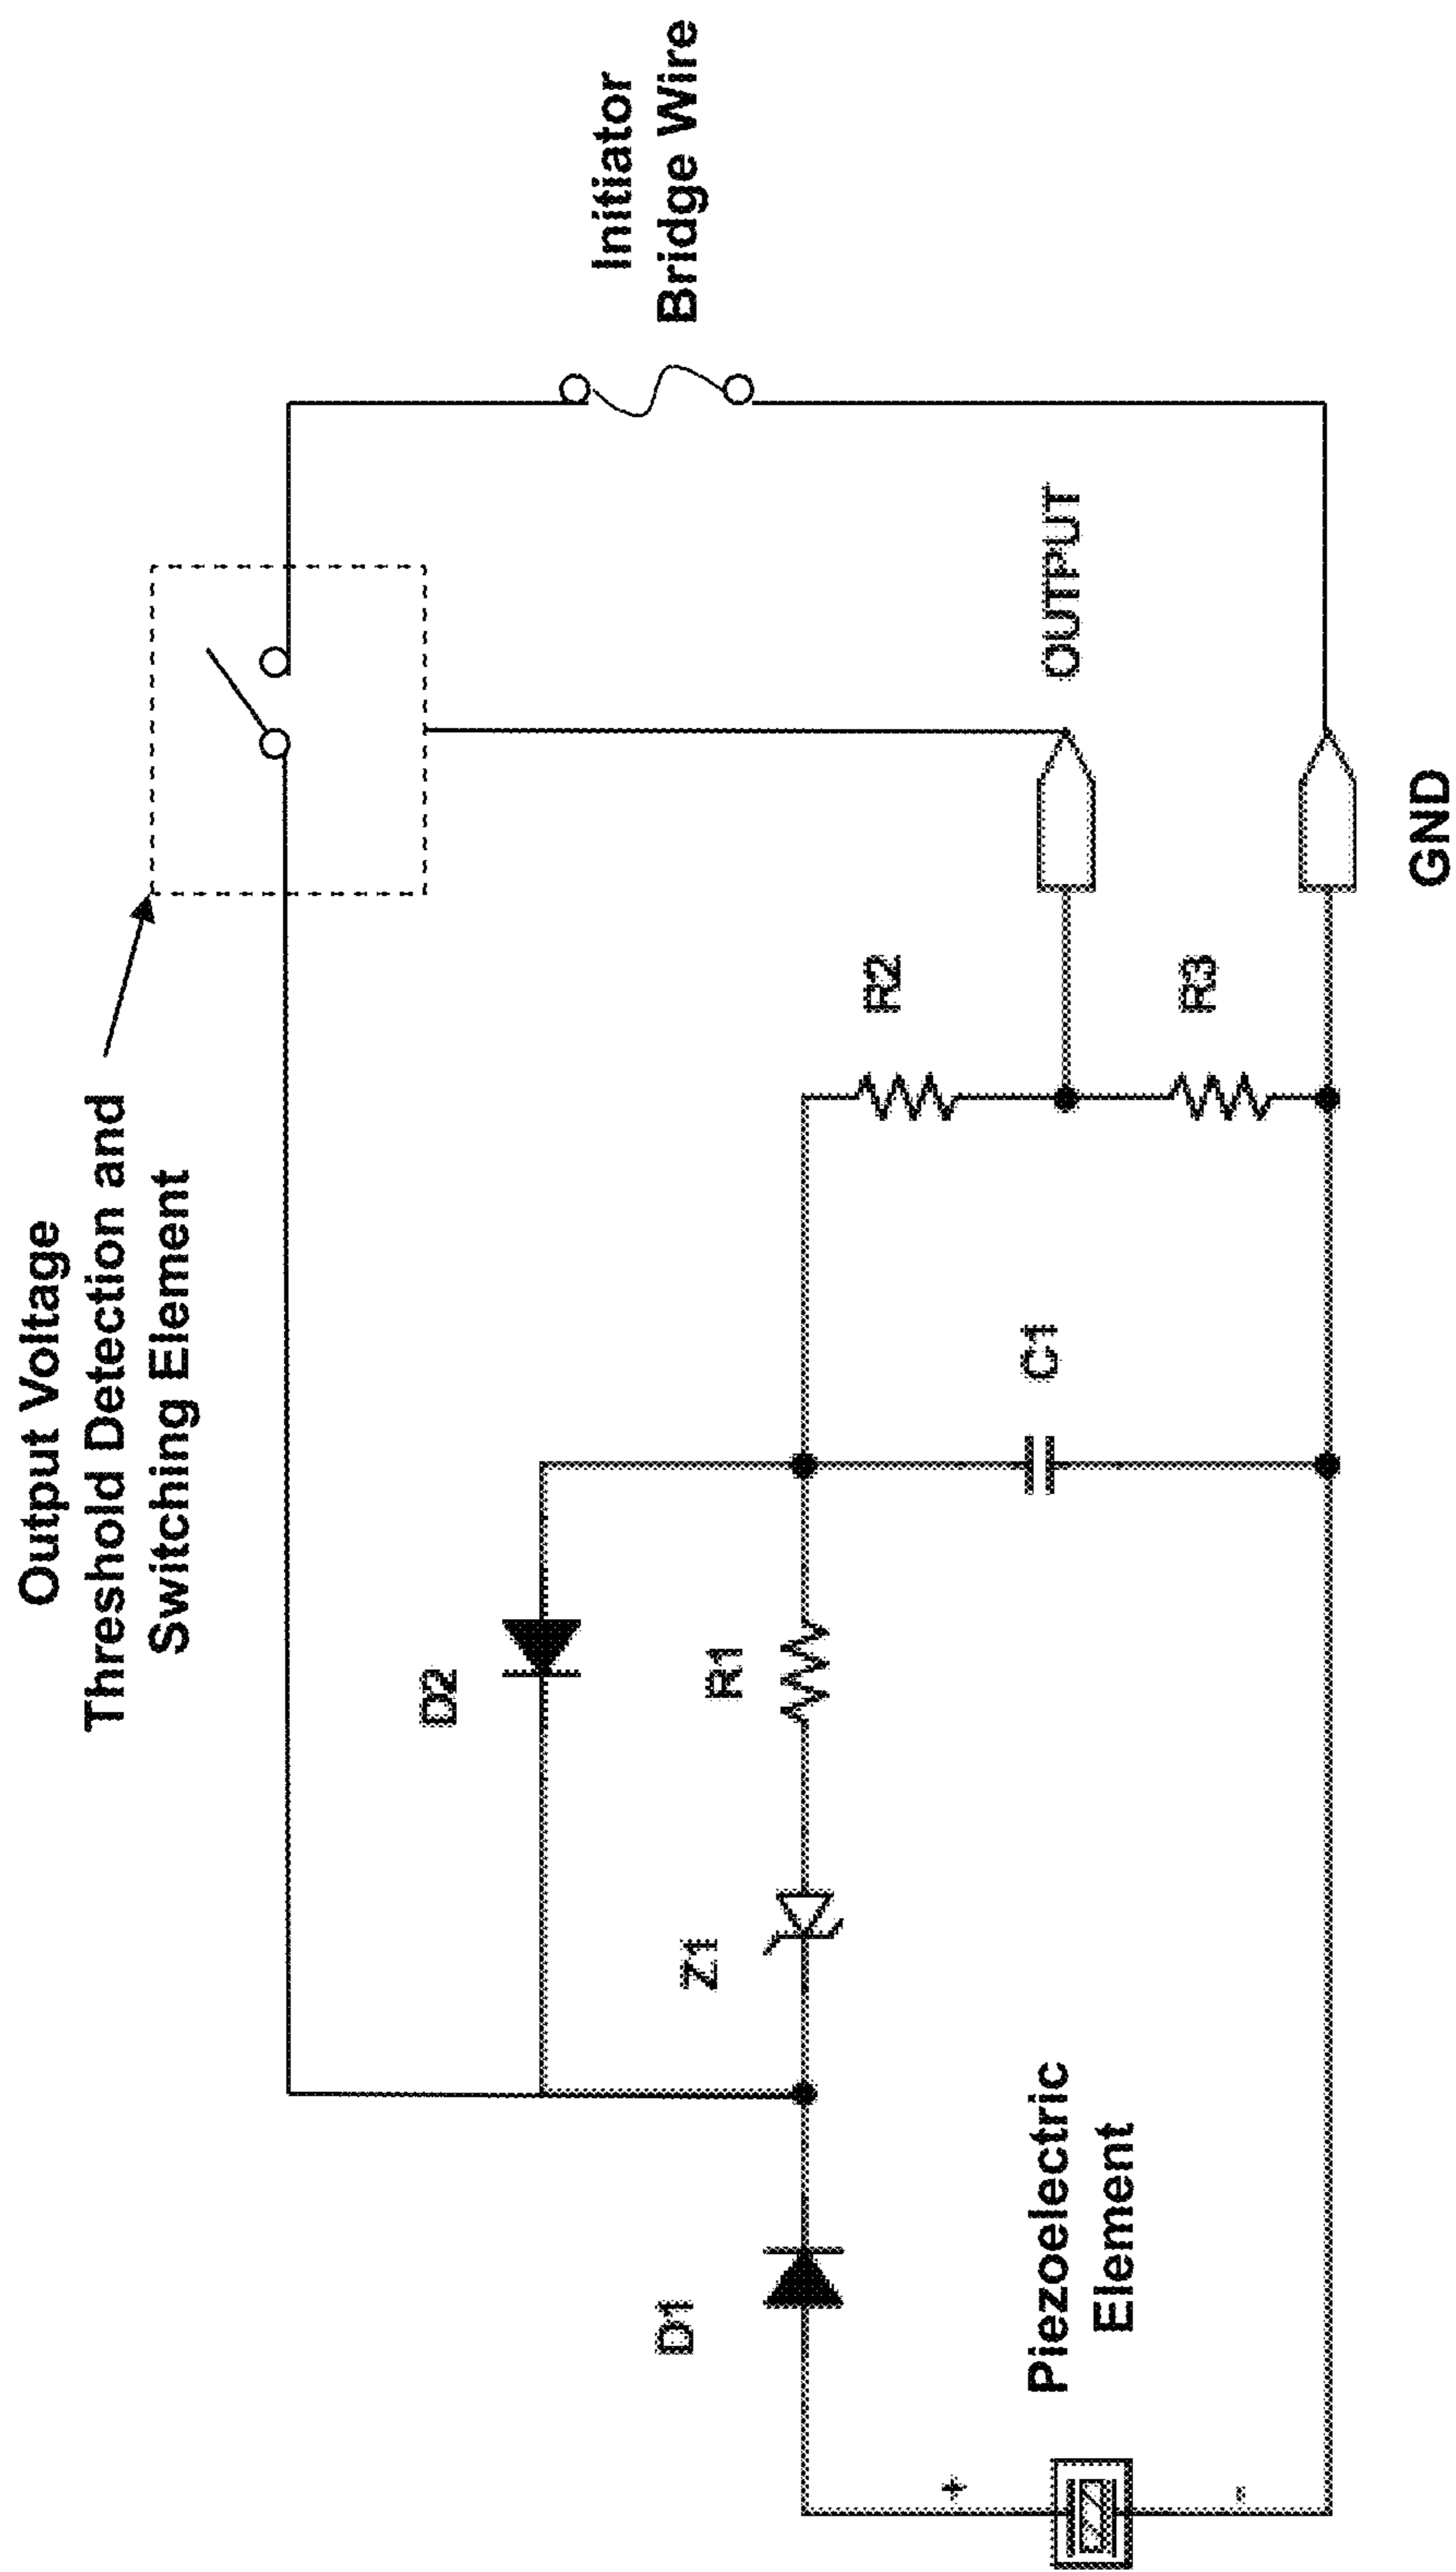 Output Voltage
Threshold Detection and
Switching Element
Initiator
Bridge Wire
D2
R1
Z1
D1
C1
R2
R3
OUTPUT
GND
Piezoelectric
Element
+
-